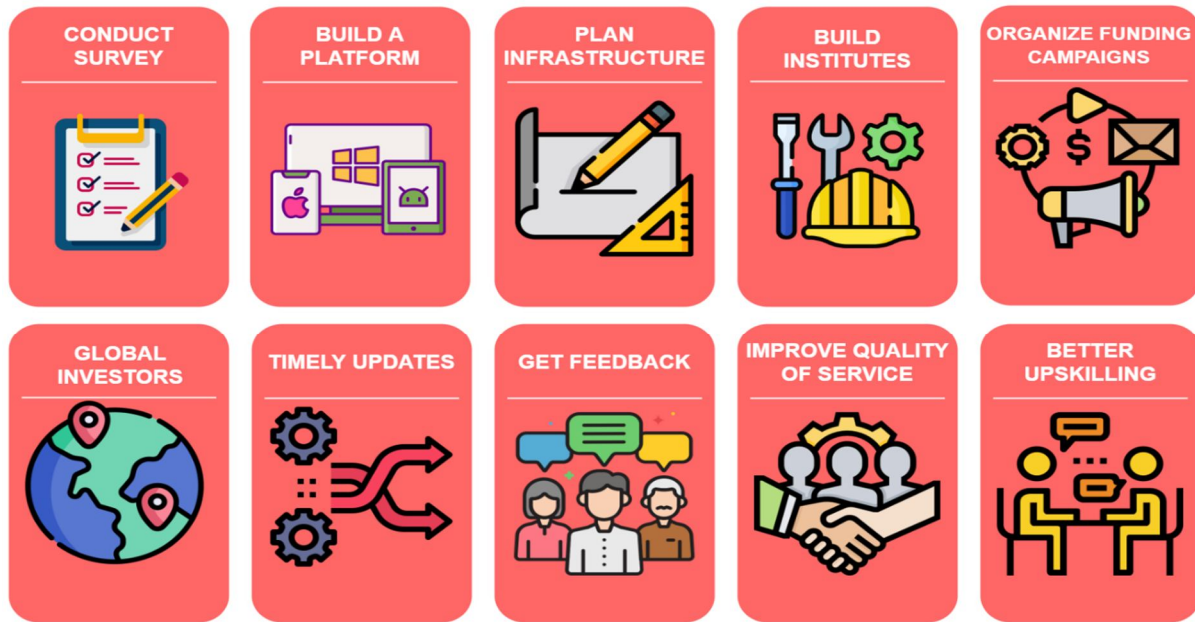 CONDUCT
SURVEY
BUILD A
PLATFORM
PLAN
INFRASTRUCTURE
BUILD
INSTITUTES
ORGANIZE FUNDING
CAMPAIGNS
$
GLOBAL
INVESTORS
TIMELY UPDATES
GET FEEDBACK
IMPROVE QUALITY
OF SERVICE
BETTER
UPSKILLING